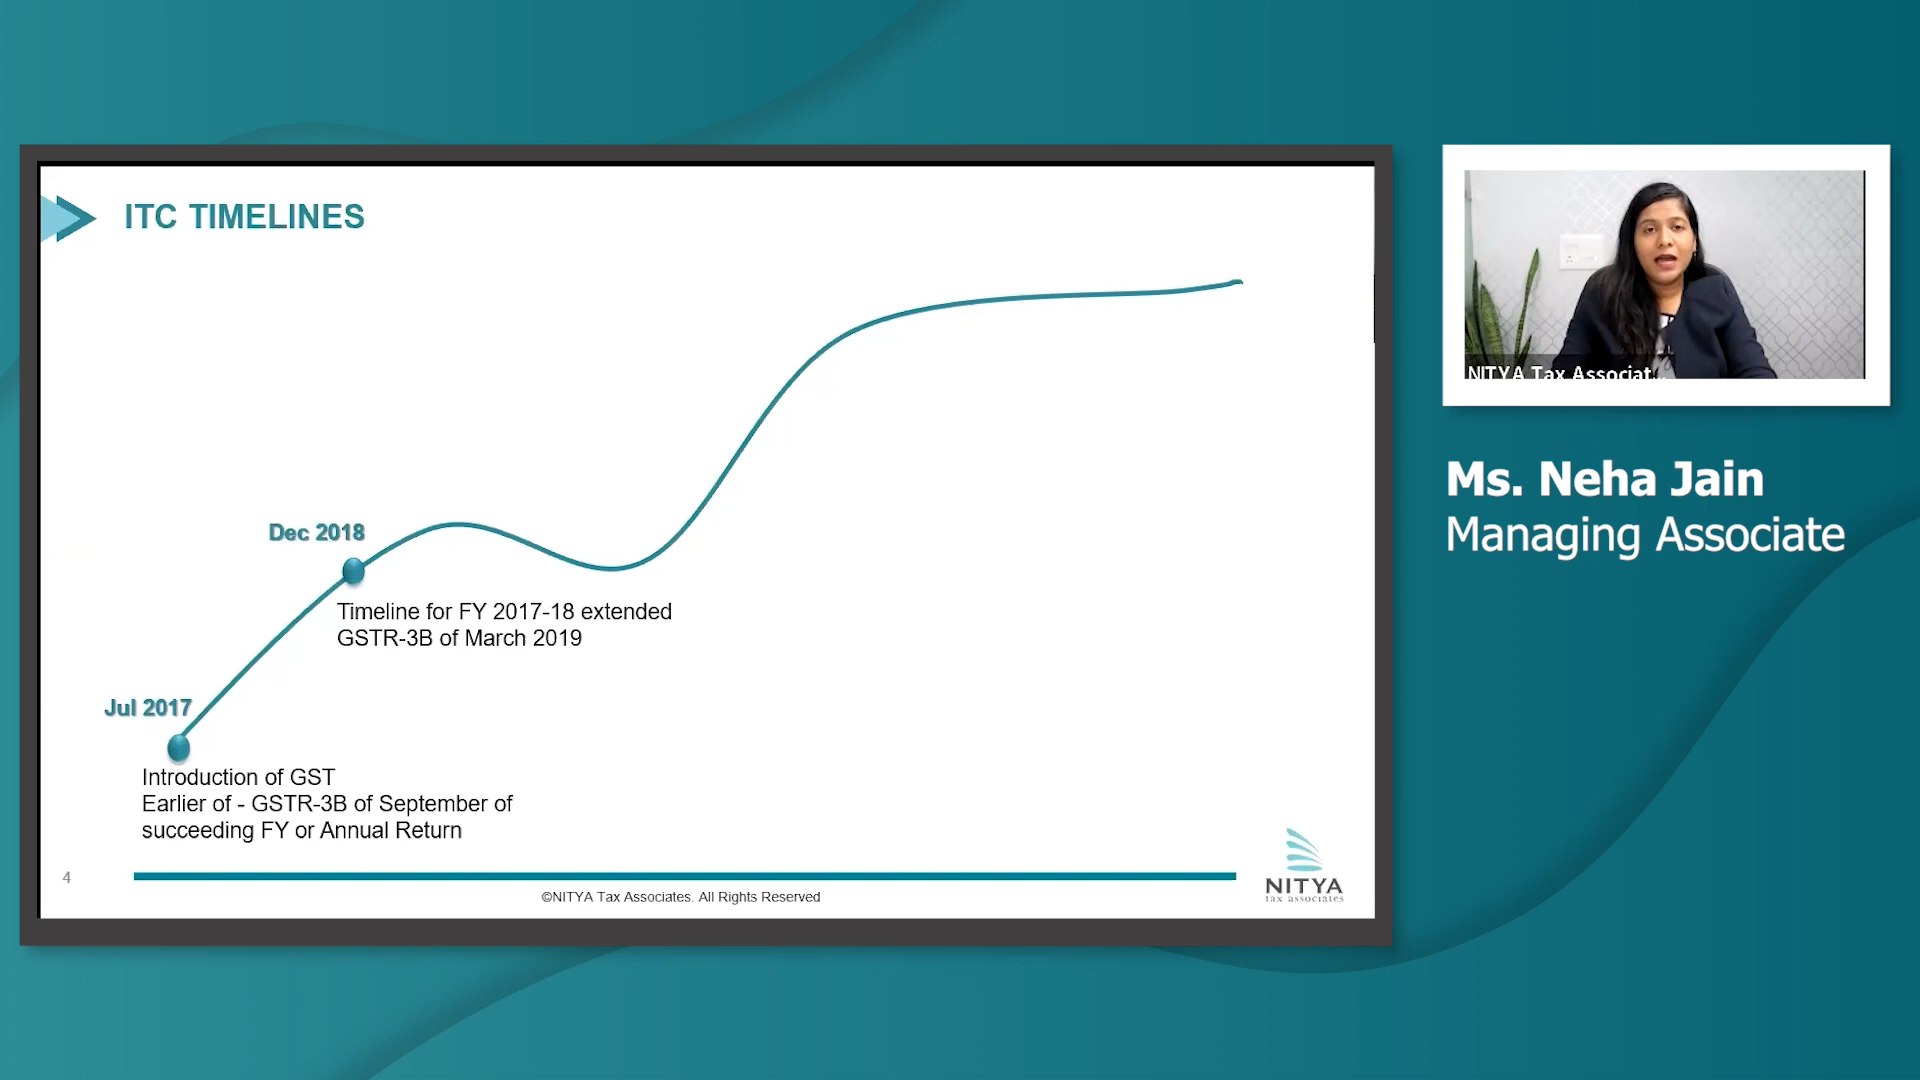 ITC TIMELINES
Dec 2018
Timeline for FY 2017-18 extended
GSTR-3B of March 2019
Jul 2017
Introduction of GST
Earlier of - GSTR-3B of September of
succeeding FY or Annual Return
4
©NITYA Tax Associates. All Rights Reserved
NITYA
tax associates
NITYA Tax Associat...
Ms. Neha Jain
Managing Associate